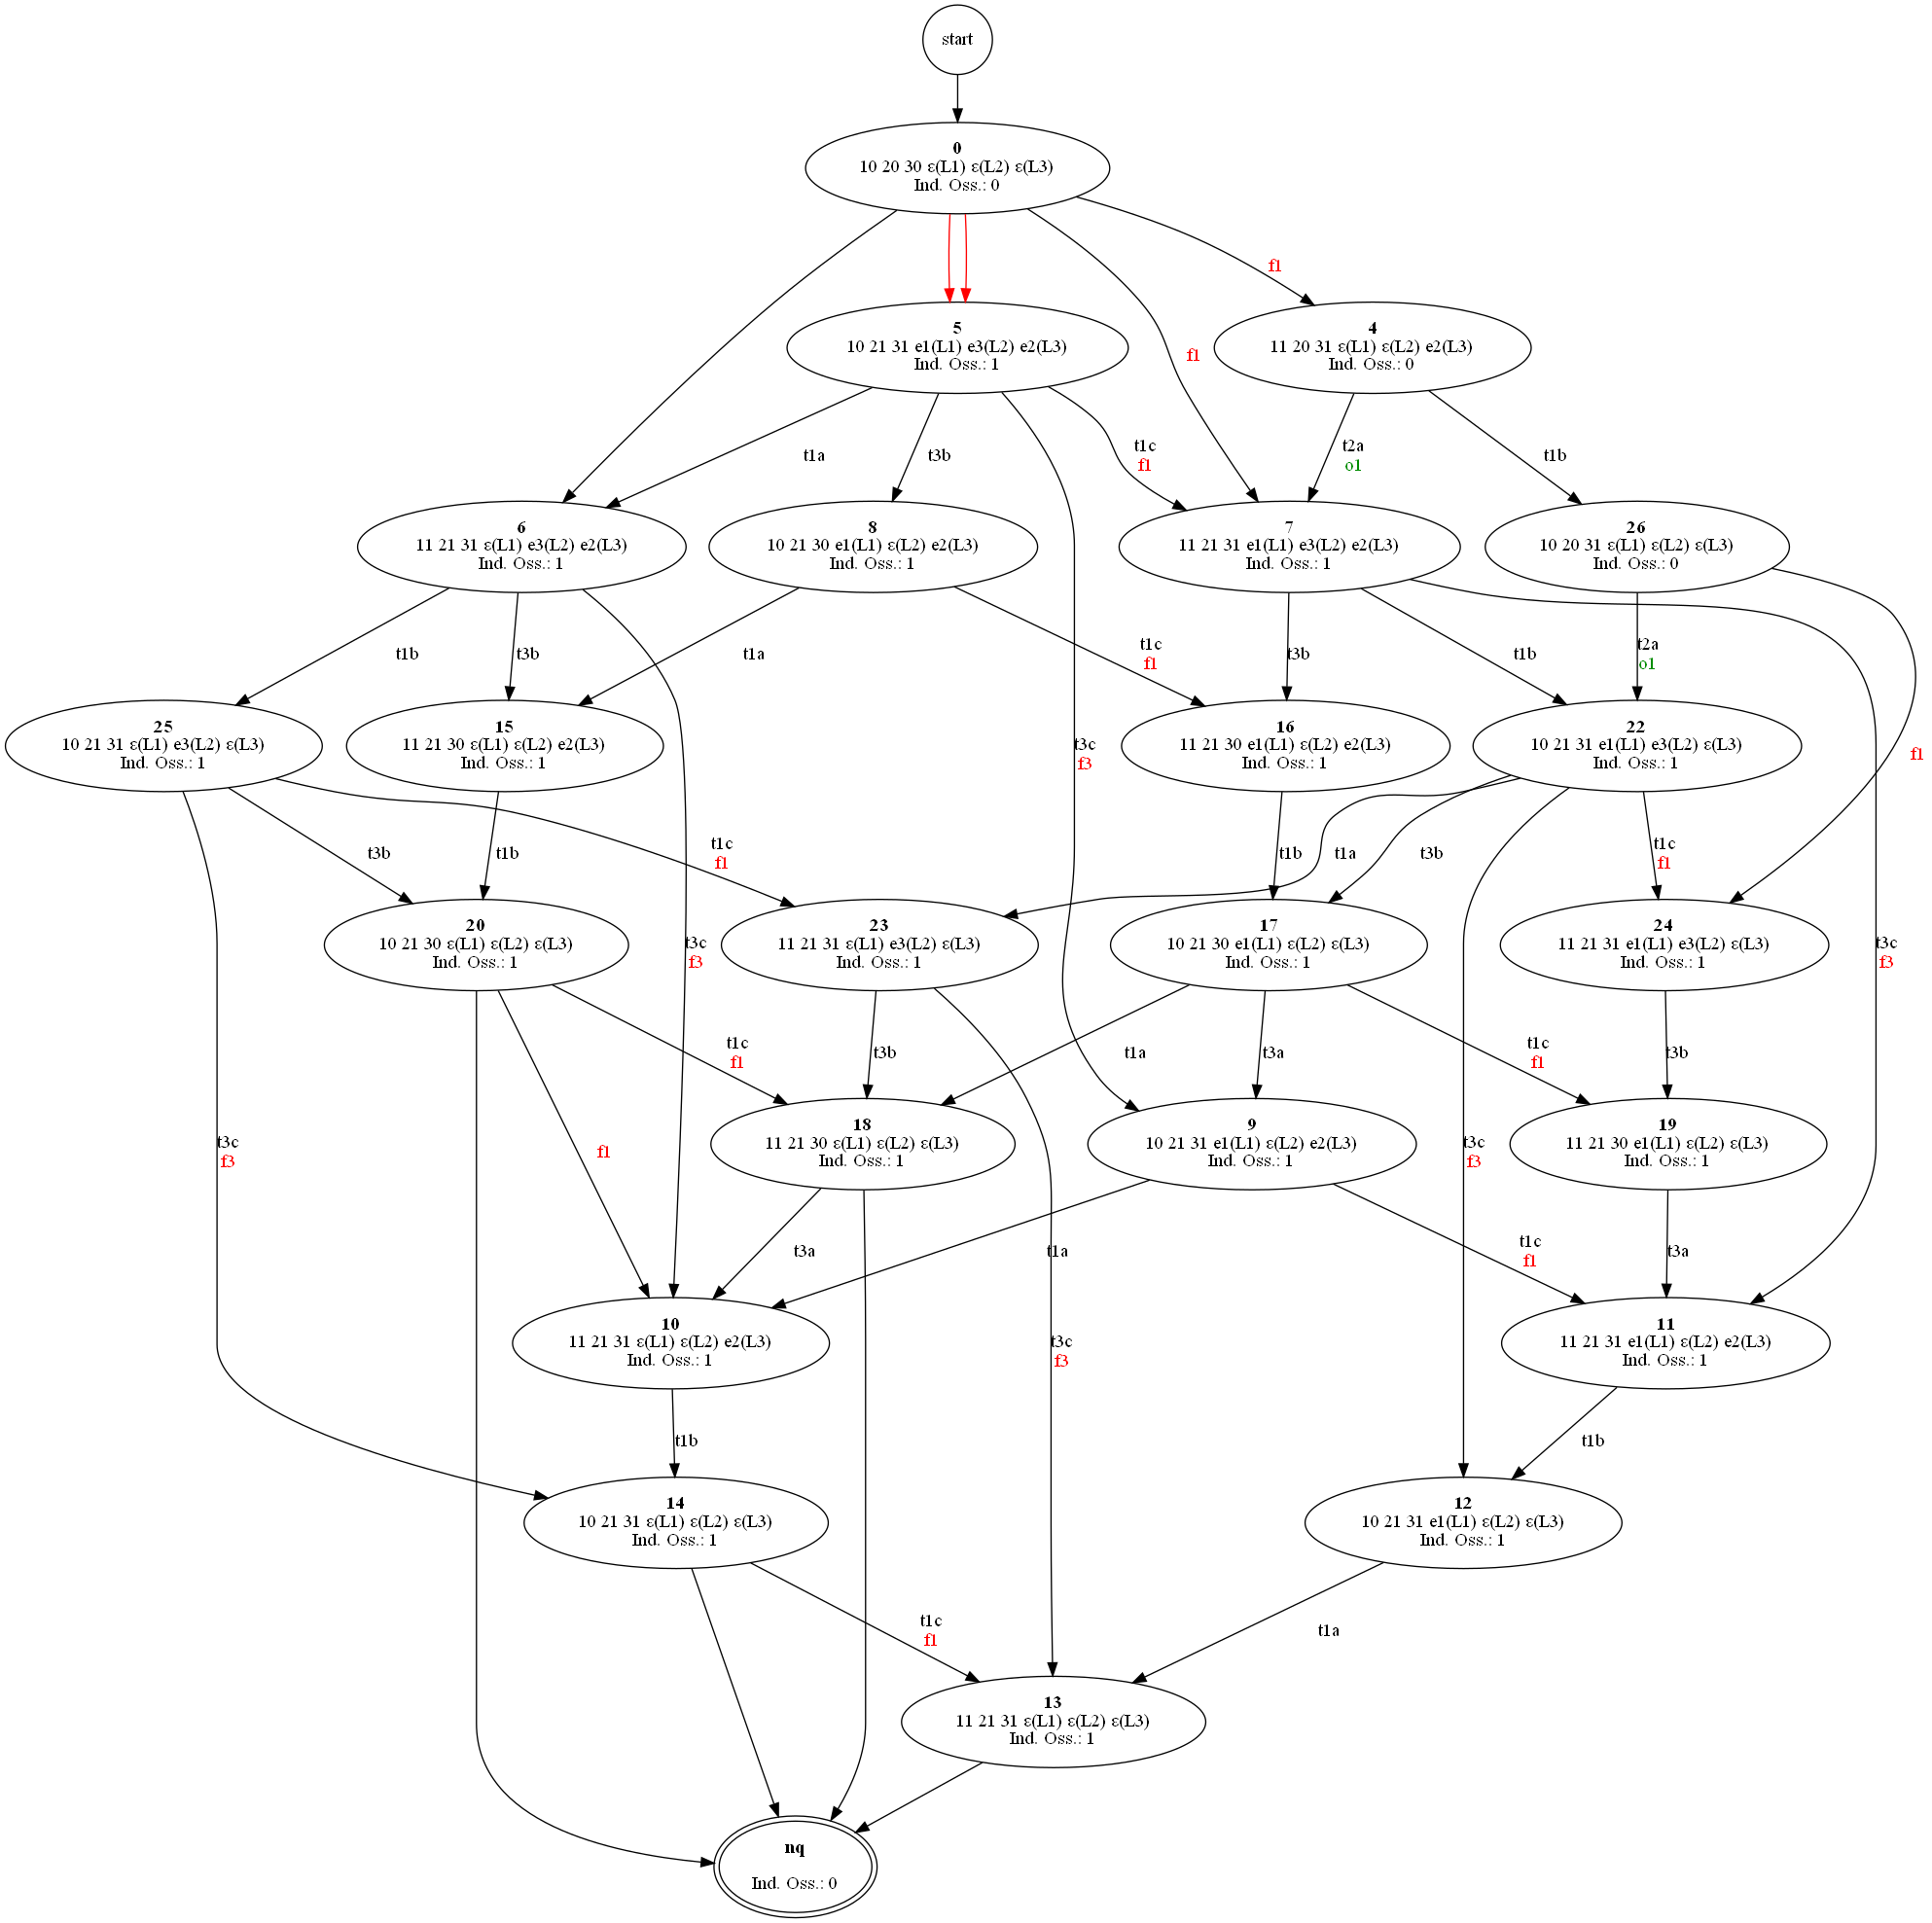 start
0
10 20 30 ε(L1) ε(L2) ε(L3)
Ind. Oss.: 0
f1
5
10 21 31 e1(L1) e3(L2) e2(L3)
Ind. Oss.: 1
f1
4
11 20 31 ε(L1) ε(L2) e2(L3)
Ind. Oss.: 0
t1a
t3b
t1c
f1
t2a
o1
t1b
6
11 21 31 ε(L1) e3(L2) e2(L3)
Ind. Oss.: 1
8
10 21 30 e1(L1) ε(L2) e2(L3)
Ind. Oss.: 1
7
11 21 31 e1(L1) e3(L2) e2(L3)
Ind. Oss.: 1
26
10 20 31 ε(L1) ε(L2) ε(L3)
Ind. Oss.: 0
t1b
t3b
t1a
t1c
f1
t3b
t1b
t2a
o1
25
10 21 31 ε(L1) e3(L2) ε(L3)
Ind. Oss.: 1
15
11 21 30 ε(L1) ε(L2) e2(L3)
Ind. Oss.: 1
t3c
f3
16
11 21 30 e1(L1) ε(L2) e2(L3)
Ind. Oss.: 1
22
10 21 31 e1(L1) e3(L2) ε(L3)
Ind. Oss.: 1
f1
t3b
t1b
t1c
f1
t1b
t1a
t3b
t1c
f1
20
10 21 30 ε(L1) ε(L2) ε(L3)
Ind. Oss.: 1
t3c
f3
23
11 21 31 ε(L1) e3(L2) ε(L3)
Ind. Oss.: 1
17
10 21 30 e1(L1) ε(L2) ε(L3)
Ind. Oss.: 1
24
11 21 31 e1(L1) e3(L2) ε(L3)
Ind. Oss.: 1
t3c
f3
t1c
f1
t3b
t1a
t3a
t1c
f1
t3b
t3c
f3
f1
18
11 21 30 ε(L1) ε(L2) ε(L3)
Ind. Oss.: 1
9
10 21 31 e1(L1) ε(L2) e2(L3)
Ind. Oss.: 1
t3c
f3
19
11 21 30 e1(L1) ε(L2) ε(L3)
Ind. Oss.: 1
t3a
t1a
t1c
f1
t3a
10
11 21 31 ε(L1) ε(L2) e2(L3)
Ind. Oss.: 1
t3c
f3
11
11 21 31 e1(L1) ε(L2) e2(L3)
Ind. Oss.: 1
t1b
t1b
14
10 21 31 ε(L1) ε(L2) ε(L3)
Ind. Oss.: 1
12
10 21 31 e1(L1) ε(L2) ε(L3)
Ind. Oss.: 1
t1c
f1
t1a
13
11 21 31 ε(L1) ε(L2) ε(L3)
Ind. Oss.: 1
nq
Ind. Oss.: 0